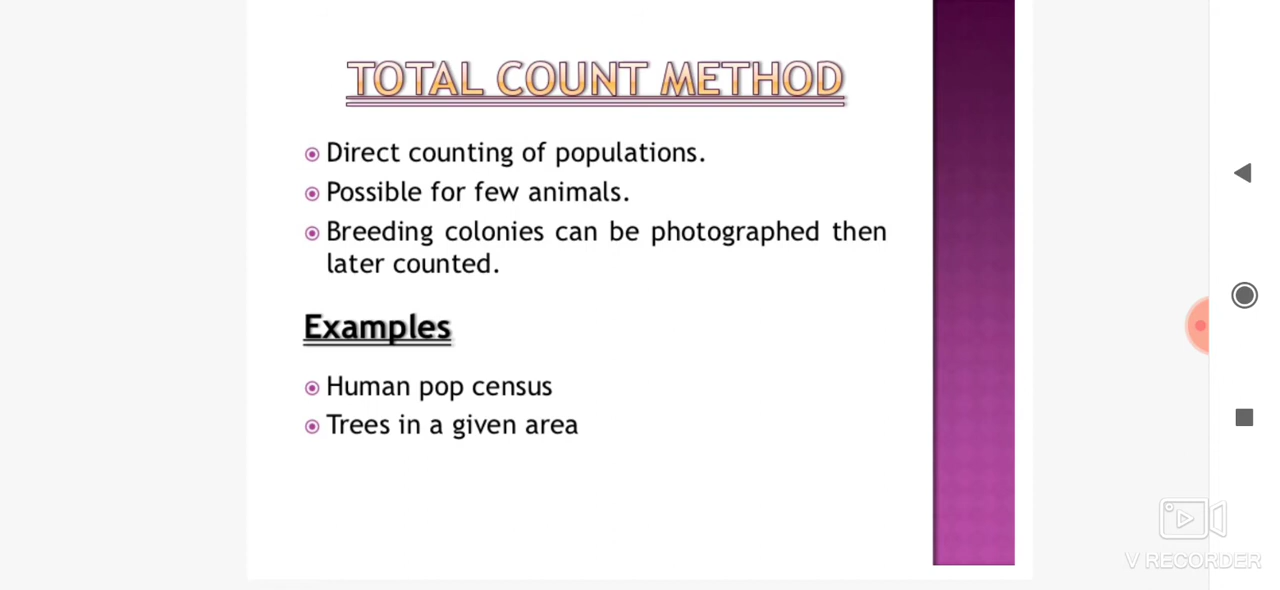 TOTAL COUNT METHOD
Direct counting of populations.
Possible for few animals.
Breeding colonies can be photographed then
later counted.
Examples
Human pop census
Trees in a given area
V RECORDER